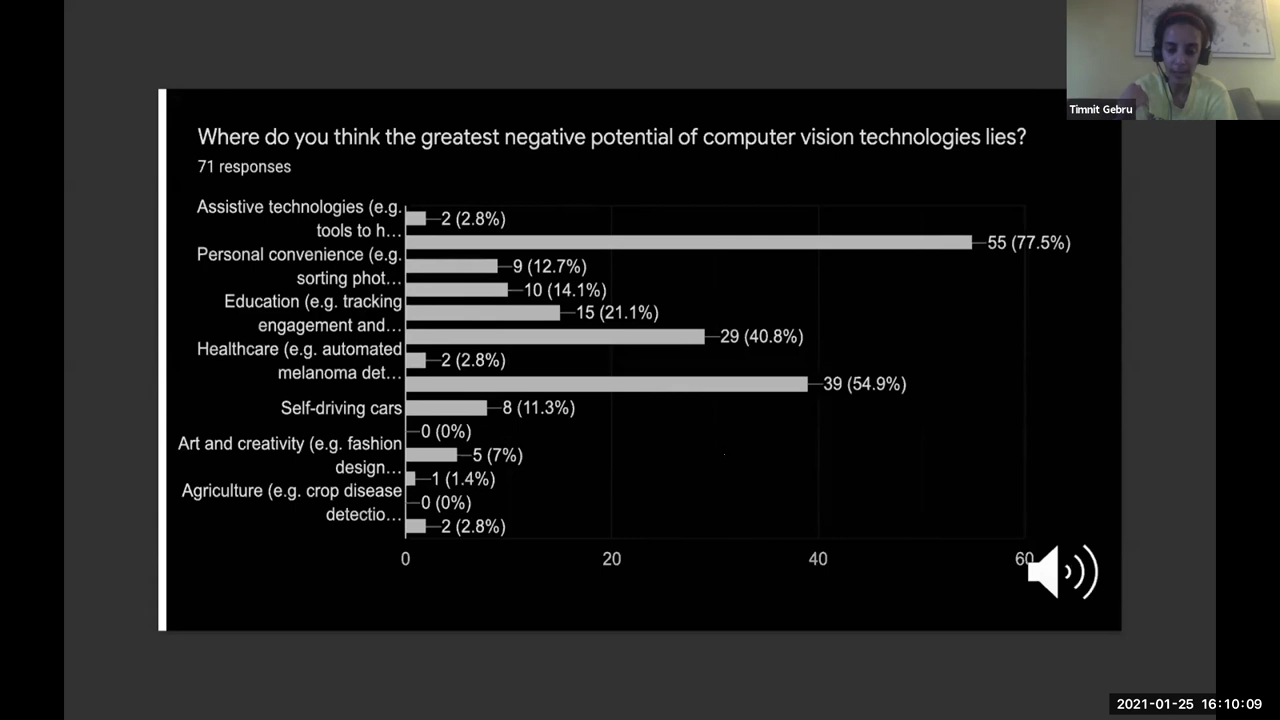 Timnit Gebru
Where do you think the greatest negative potential of computer vision technologies lies?
71 responses
Assistive technologies (e.g.
tools to h…
2 (2.8%)
55 (77.5%)
Personal convenience (e.g.
sorting phot…
9 (12.7%)
10 (14.1%)
Education (e.g. tracking
engagement and…
15 (21.1%)
29 (40.8%)
Healthcare (e.g. automated
melanoma det…
2 (2.8%)
39 (54.9%)
Self-driving cars
8 (11.3%)
0 (0%)
Art and creativity (e.g. fashion
design…
5 (7%)
1 (1.4%)
Agriculture (e.g. crop disease
detectio…
0 (0%)
2 (2.8%)
0 20 40 60
2021-01-25 16:10:09